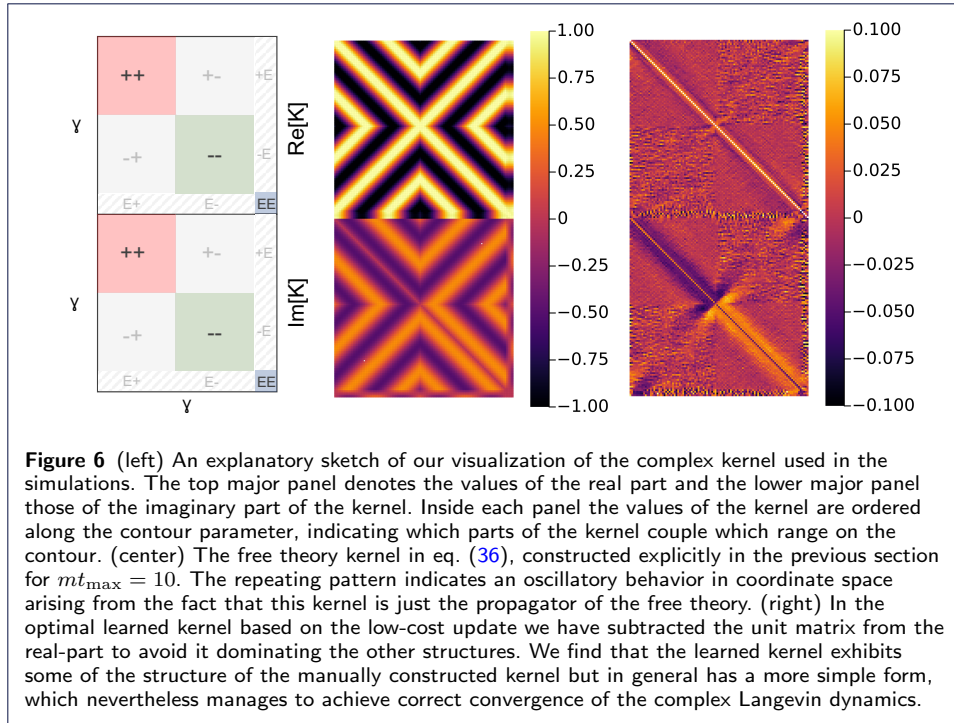 ++
+-
+E
ɣ
-+
--
-E
E+
E-
EE
Re[K]
++
+-
+E
ɣ
-+
--
-E
E+
E-
EE
ɣ
Im[K]
1.00
0.75
0.50
0.25
0
−0.25
−0.50
−0.75
−1.00
0.100
0.075
0.050
0.025
0
−0.025
−0.050
−0.075
−0.100
Figure 6 (left) An explanatory sketch of our visualization of the complex kernel used in the
simulations. The top major panel denotes the values of the real part and the lower major panel
those of the imaginary part of the kernel. Inside each panel the values of the kernel are ordered
along the contour parameter, indicating which parts of the kernel couple which range on the
contour. (center) The free theory kernel in eq. (36), constructed explicitly in the previous section
for mt_max = 10. The repeating pattern indicates an oscillatory behavior in coordinate space
arising from the fact that this kernel is just the propagator of the free theory. (right) In the
optimal learned kernel based on the low-cost update we have subtracted the unit matrix from the
real-part to avoid it dominating the other structures. We find that the learned kernel exhibits
some of the structure of the manually constructed kernel but in general has a more simple form,
which nevertheless manages to achieve correct convergence of the complex Langevin dynamics.